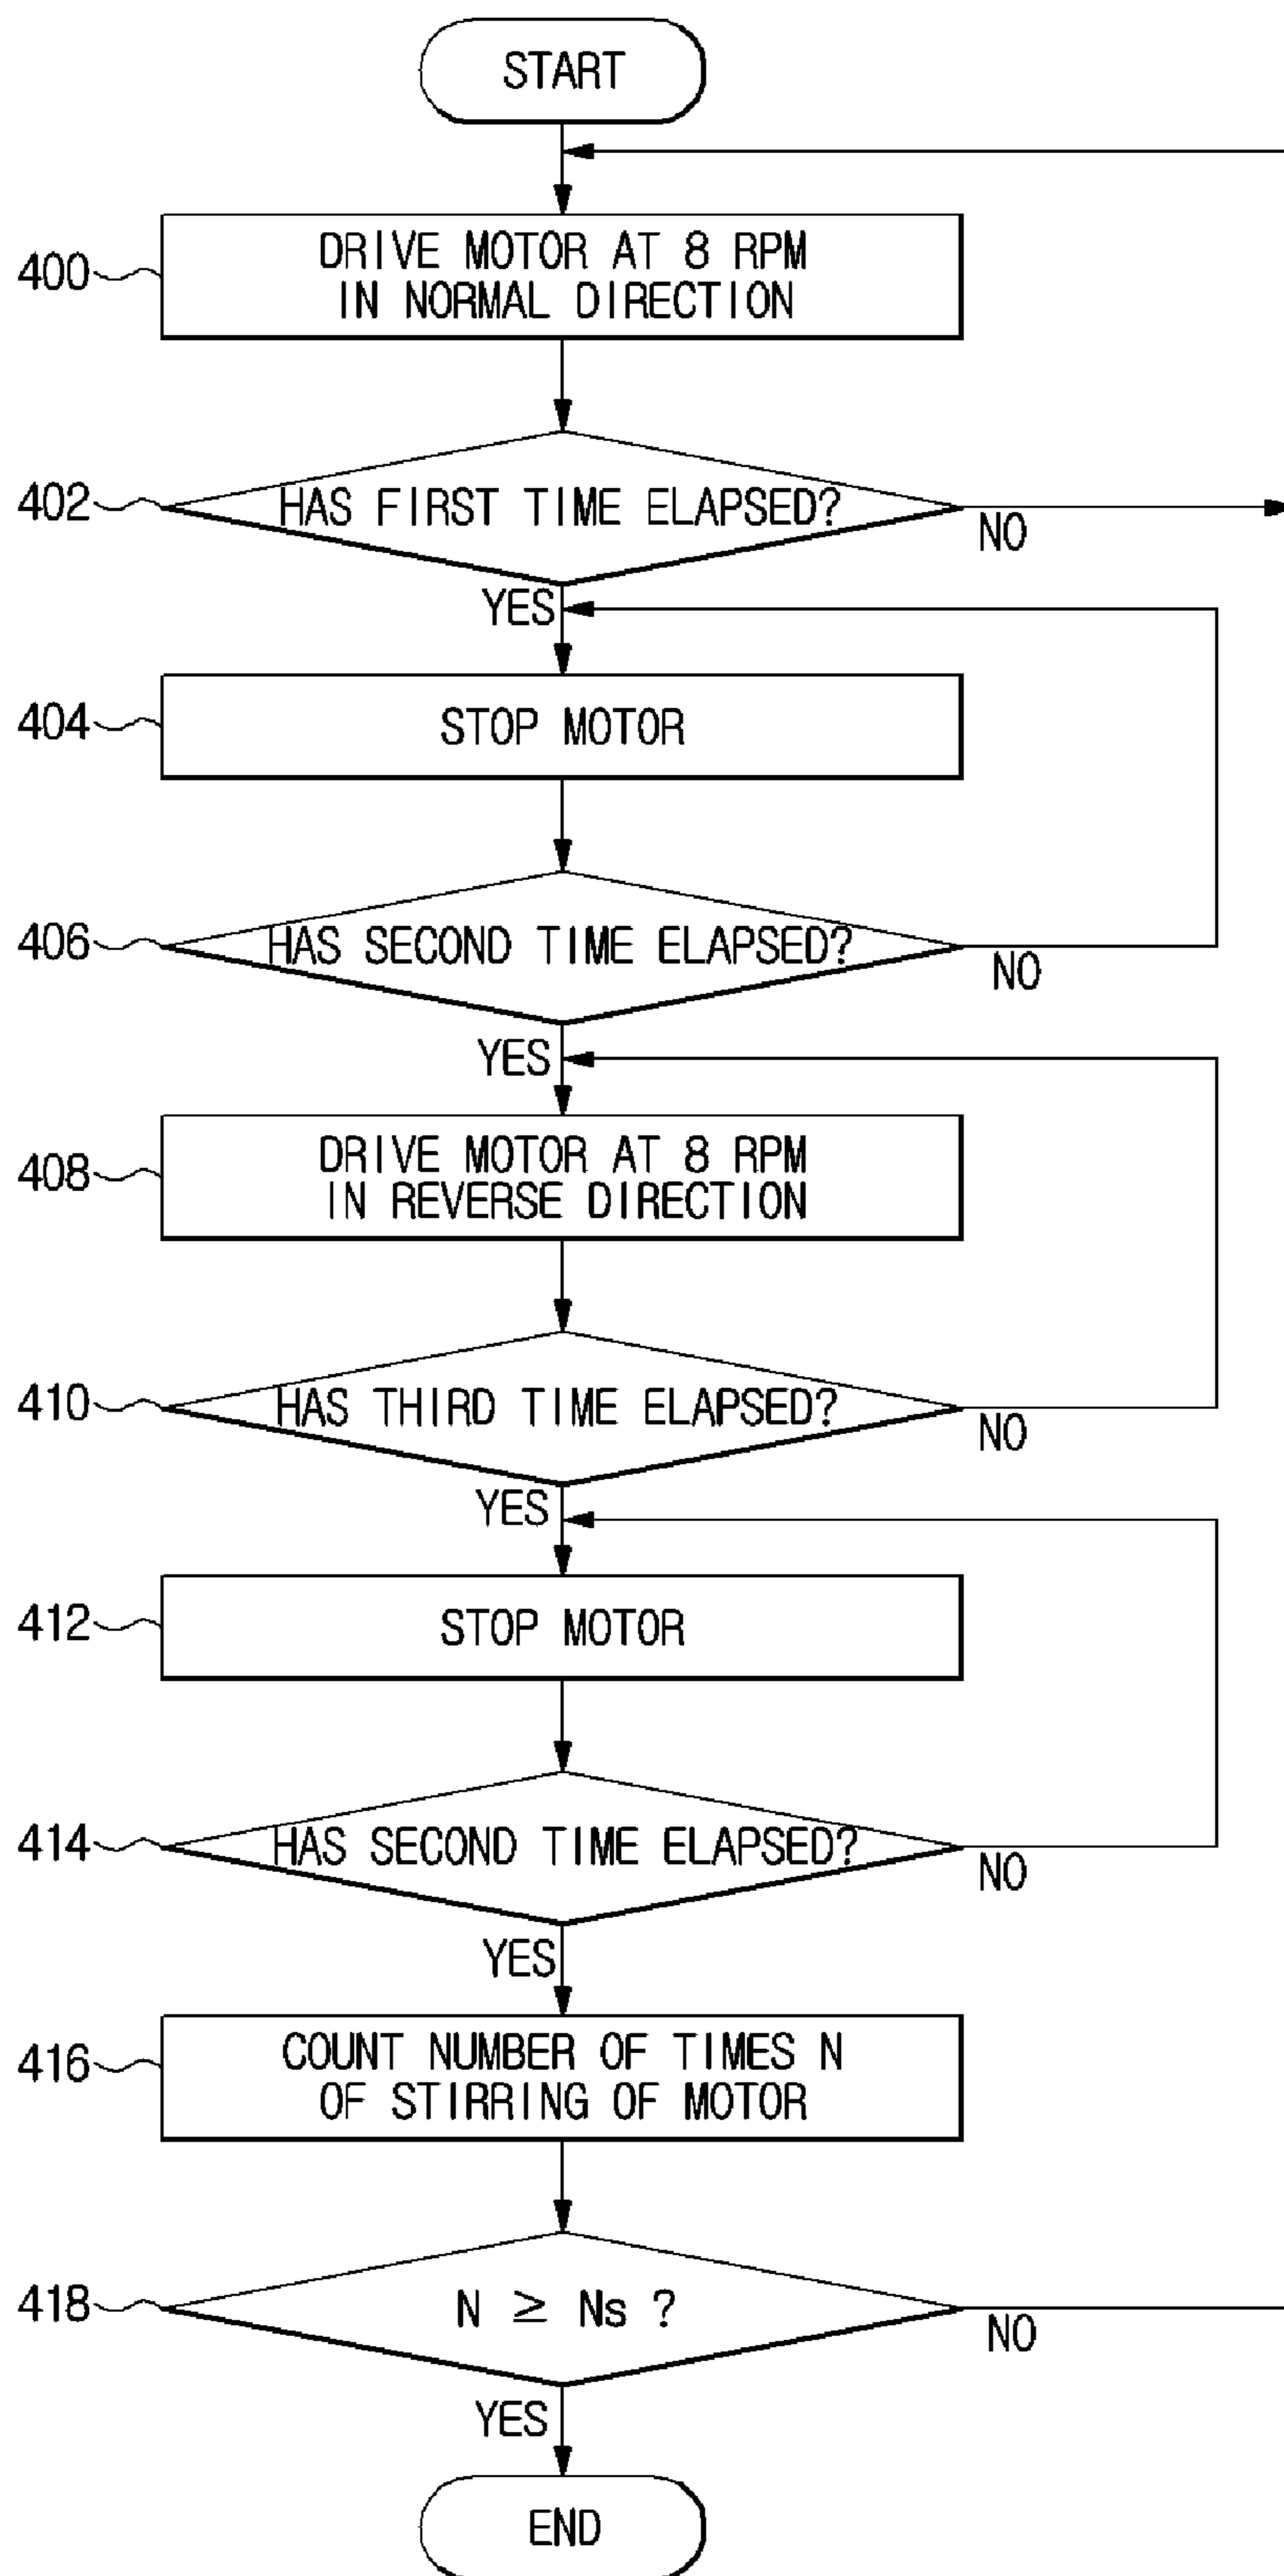 START
400
DRIVE MOTOR AT 8 RPM
IN NORMAL DIRECTION
402
HAS FIRST TIME ELAPSED?
NO
YES
404
STOP MOTOR
406
HAS SECOND TIME ELAPSED?
NO
YES
408
DRIVE MOTOR AT 8 RPM
IN REVERSE DIRECTION
410
HAS THIRD TIME ELAPSED?
NO
YES
412
STOP MOTOR
414
HAS SECOND TIME ELAPSED?
NO
YES
416
COUNT NUMBER OF TIMES N
OF STIRRING OF MOTOR
418
N ≥ Ns ?
NO
YES
END